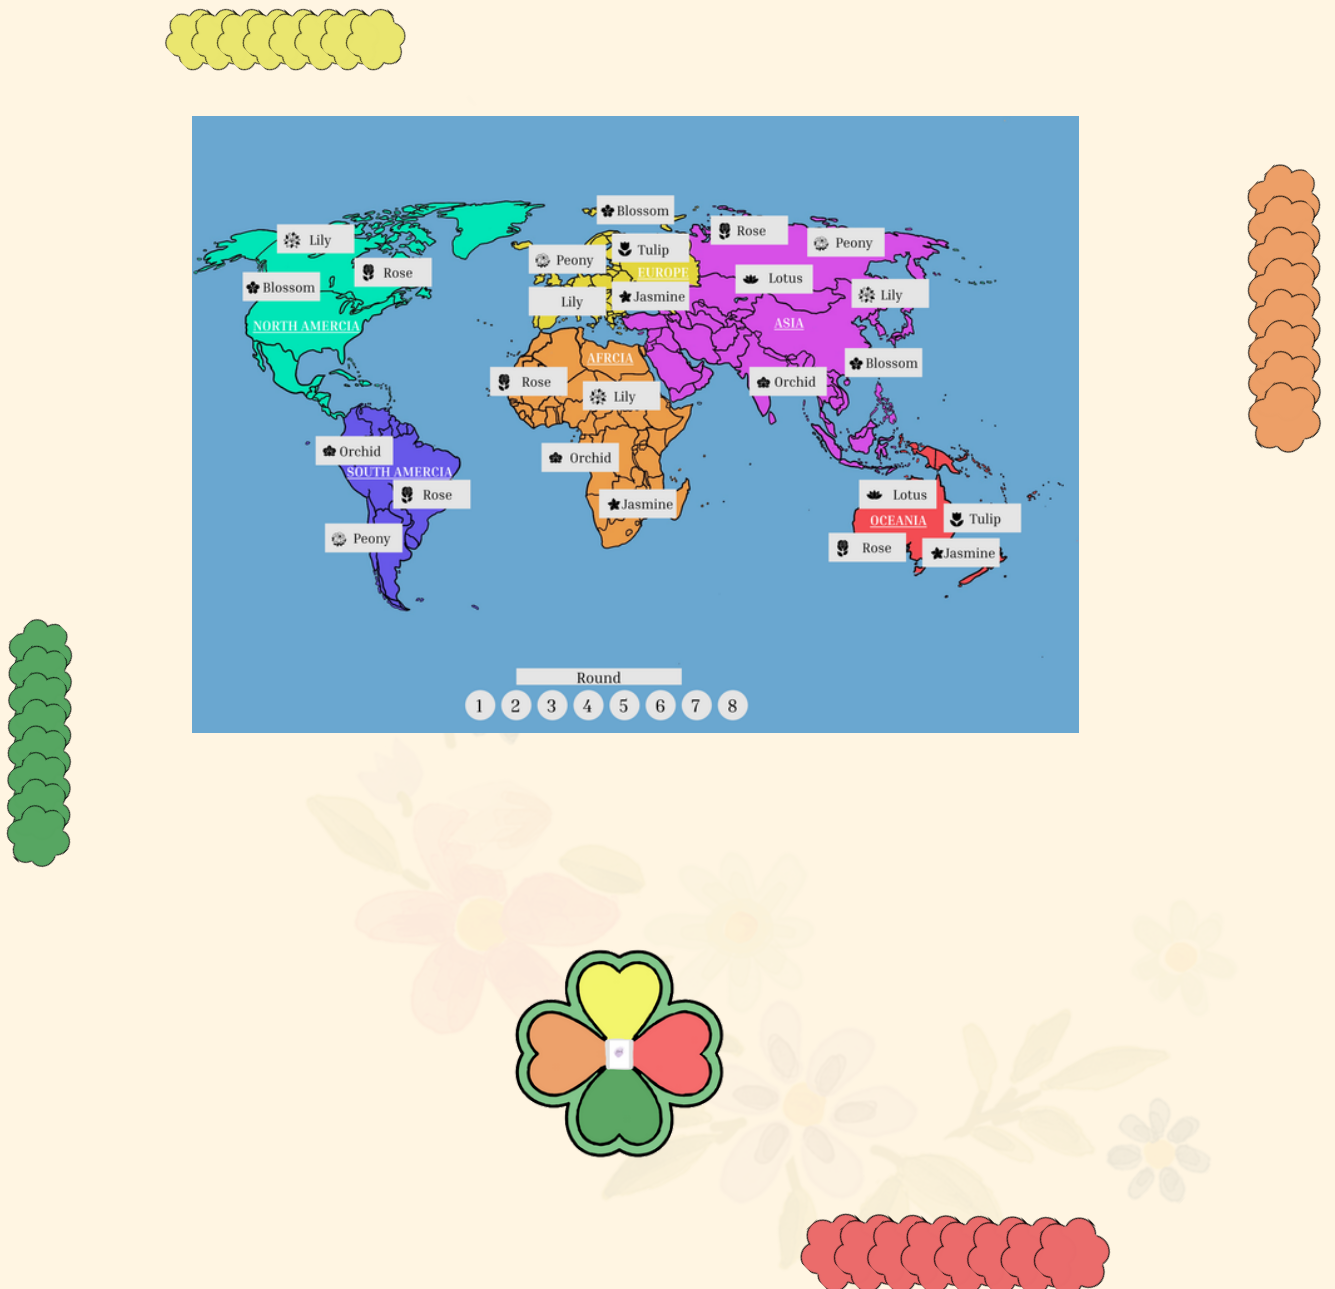 Blossom
Rose
Tulip
Lily
Peony
Peony
EUROPE
Rose
Lotus
Blossom
Lily
Jasmine
Lily
NORTH AMERCIA
ASIA
AFRCIA
Blossom
Rose
Orchid
Lily
Orchid
Orchid
SOUTH AMERCIA
Rose
Lotus
Jasmine
OCEANIA
Tulip
Peony
Rose
Jasmine
Round
1 2 3 4 5 6 7 8